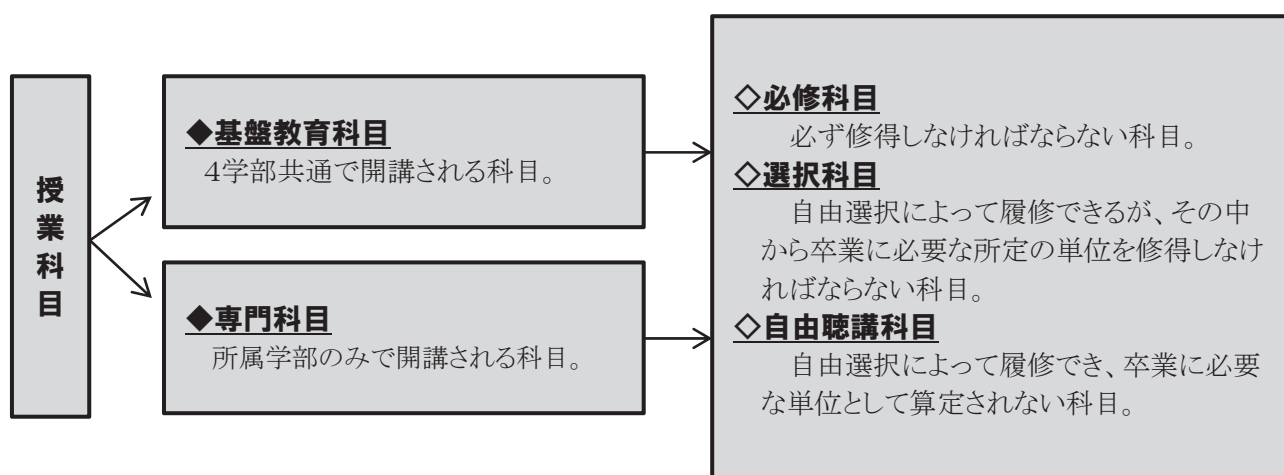 授業科目
◆基盤教育科目
4学部共通で開講される科目。
◆専門科目
所属学部のみで開講される科目。
◇必修科目
必ず修得しなければならない科目。
◇選択科目
自由選択によって履修できるが、その中
から卒業に必要な所定の単位を修得しなけ
ればならない科目。
◇自由聴講科目
自由選択によって履修でき、卒業に必要
な単位として算定されない科目。